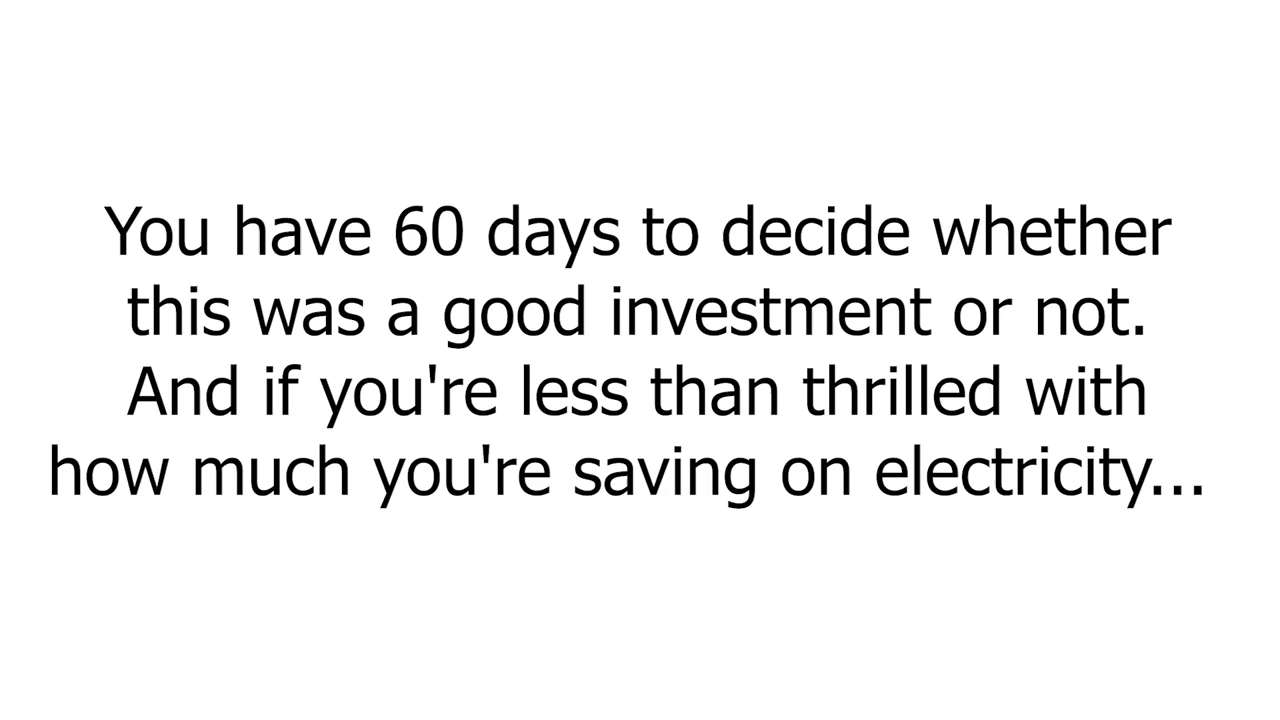 You have 60 days to decide whether
this was a good investment or not.
And if you're less than thrilled with
how much you're saving on electricity...